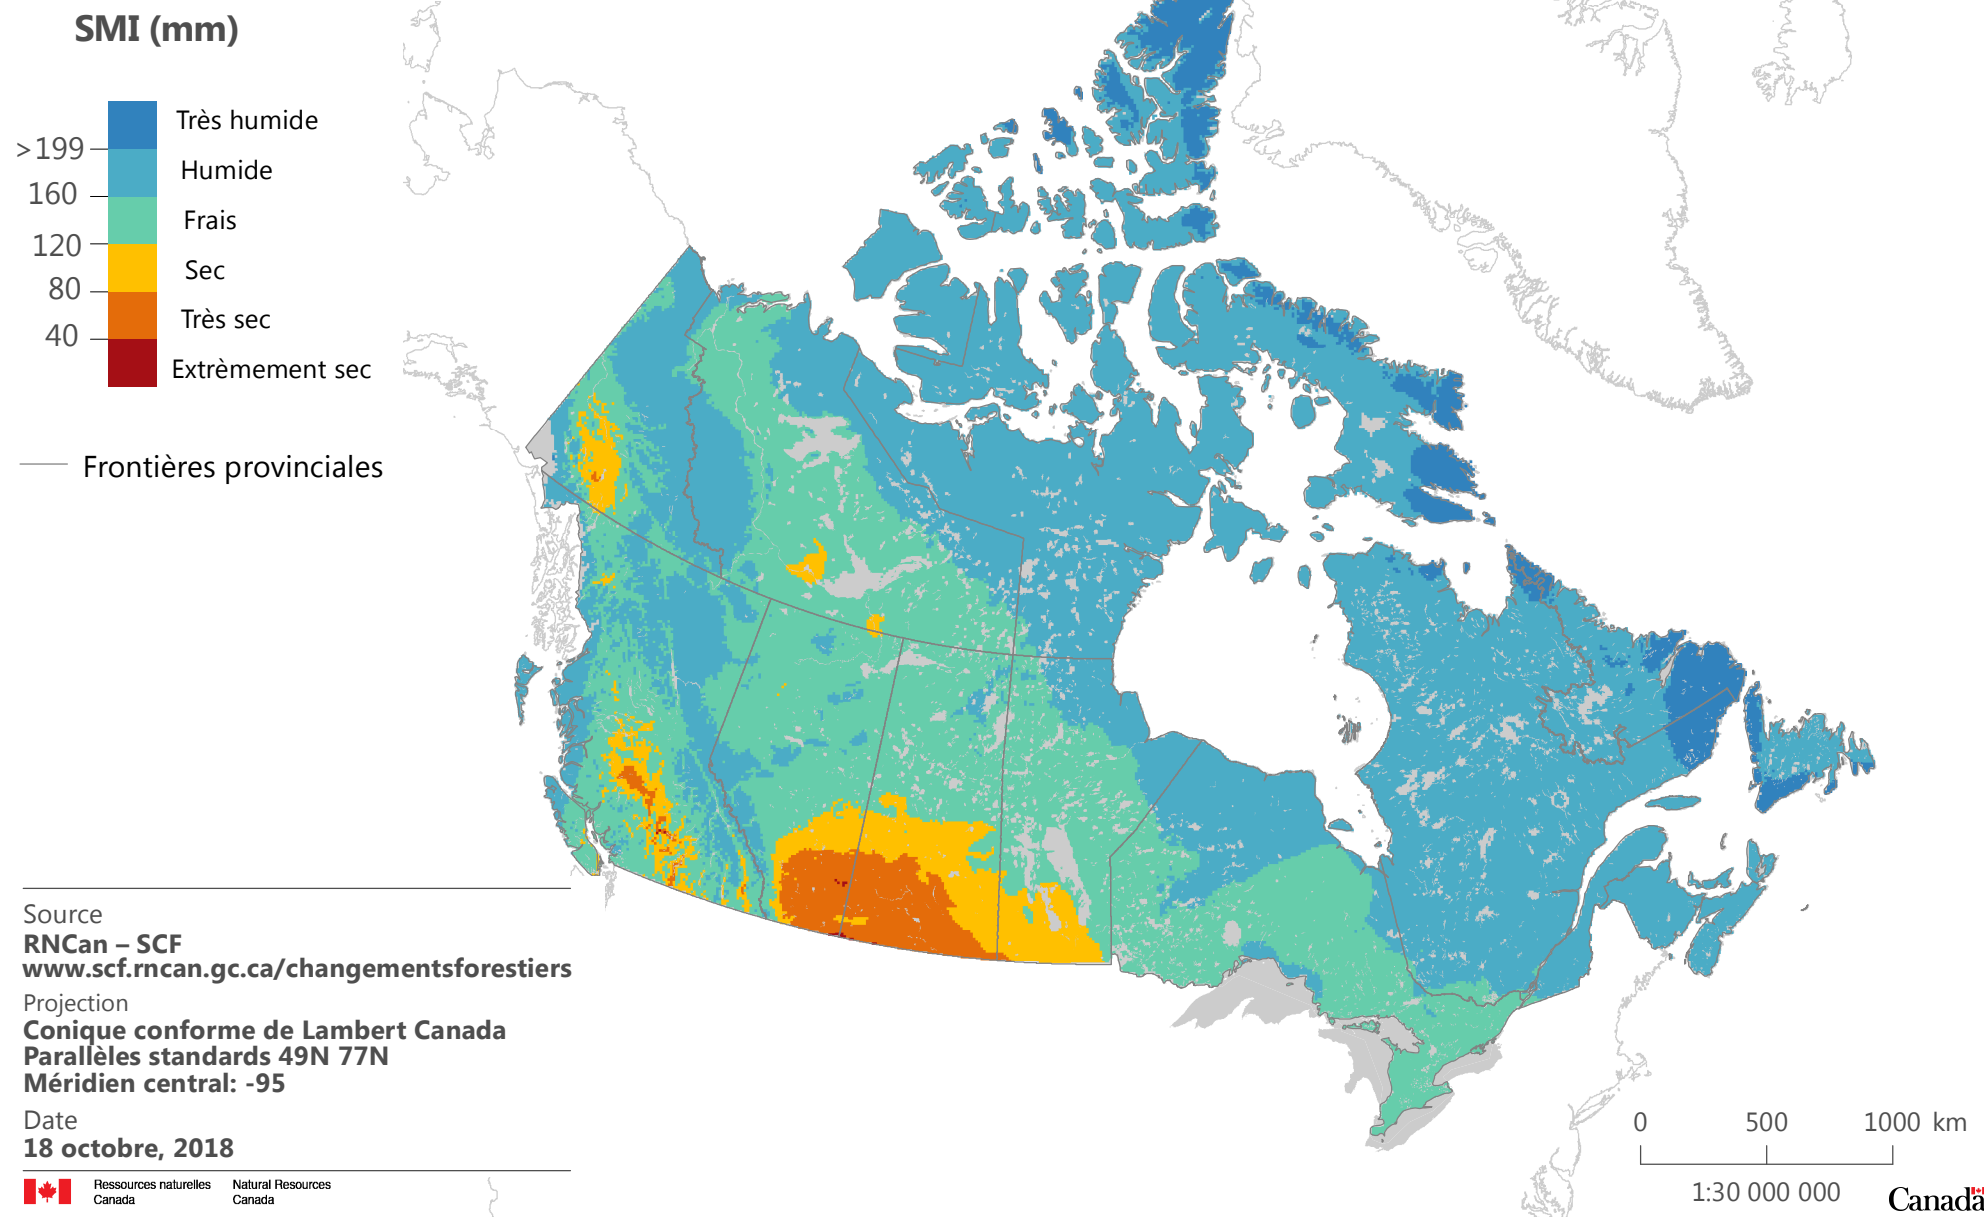 SMI (mm)
Très humide
>199
Humide
160
Frais
120
Sec
80
Très sec
40
Extrèmement sec
Frontières provinciales
Source
RNCan – SCF
www.scf.rncan.gc.ca/changementsforestiers
Projection
Conique conforme de Lambert Canada
Parallèles standards 49N 77N
Méridien central: -95
Date
18 octobre, 2018
Ressources naturelles Natural Resources
Canada Canada
0 500 1000 km
1:30 000 000
Canada